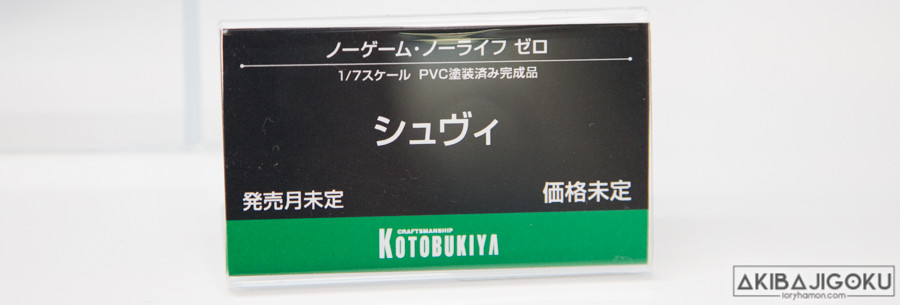 ノーゲーム・ノーライフ ゼロ
1/7スケール PVC塗装済み完成品
シュヴィ
発売月未定
価格未定
CRAFTSMANSHIP
KOTOBUKIYA
AKIBAJIGOKU
loryhamon.com